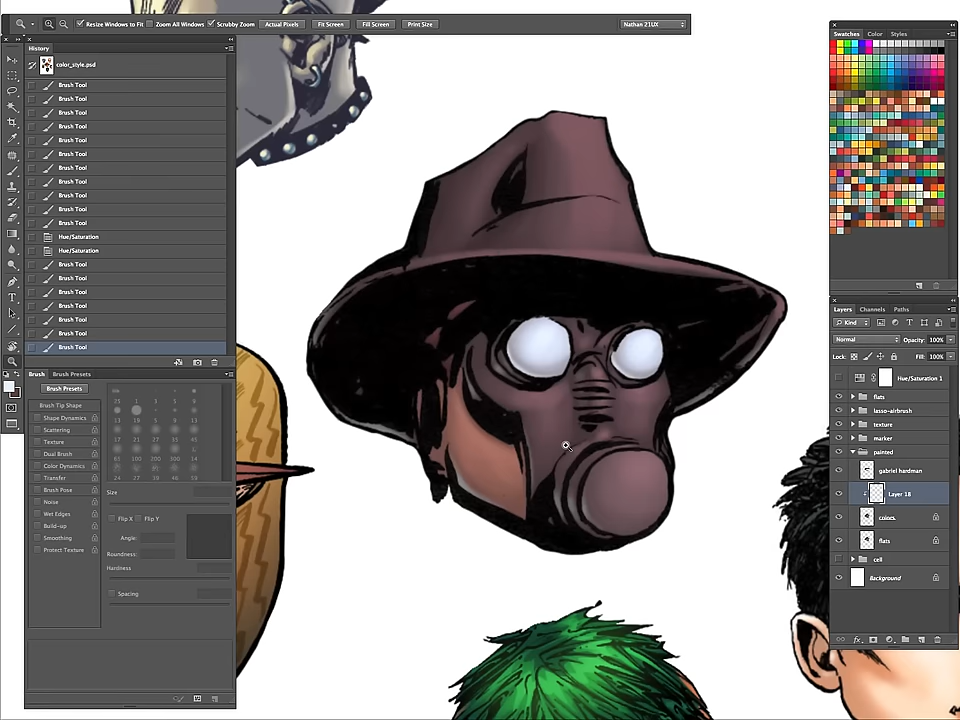 Resize Windows to Fit Zoom All Windows Scrubby Zoom Actual Pixels Fit Screen Fill Screen Print Size Nathan 21UX
History
color_style.psd
Brush Tool
Brush Tool
Brush Tool
Brush Tool
Brush Tool
Brush Tool
Brush Tool
Brush Tool
Brush Tool
Brush Tool
Brush Tool
Hue/Saturation
Hue/Saturation
Brush Tool
Brush Tool
Brush Tool
Brush Tool
Brush Tool
Brush Tool
Brush Tool
Brush Brush Presets
Brush Presets
Brush Tip Shape
Shape Dynamics
Scattering
Texture
Dual Brush
Color Dynamics
Transfer
Brush Pose
Noise
Wet Edges
Build-up
Smoothing
Protect Texture
Size
Flip X Flip Y
Angle:
Roundness:
Hardness
Spacing
Swatches Color Styles
Layers Channels Paths
Kind
Normal Opacity: 100%
Lock: Fill: 100%
Hue/Saturation 1
flats
lasso-airbrush
texture
marker
painted
gabriel hardman
Layer 18
colors
flats
cell
Background